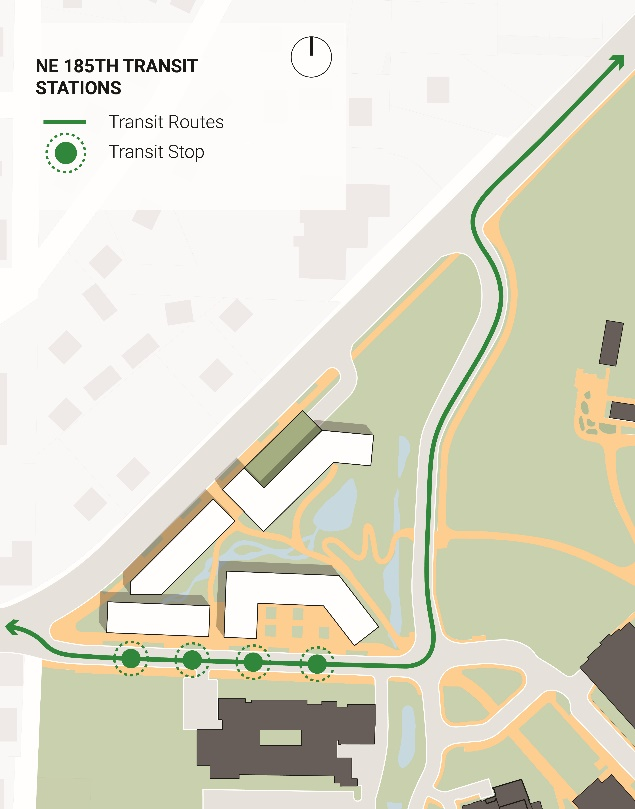 NE 185TH TRANSIT
STATIONS
Transit Routes
Transit Stop